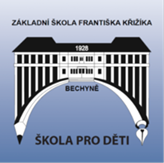 ZÁKLADNÍ ŠKOLA FRANTIŠKA KŘIŽÍKA
1928
BECHYNĚ
ŠKOLA PRO DĚTI